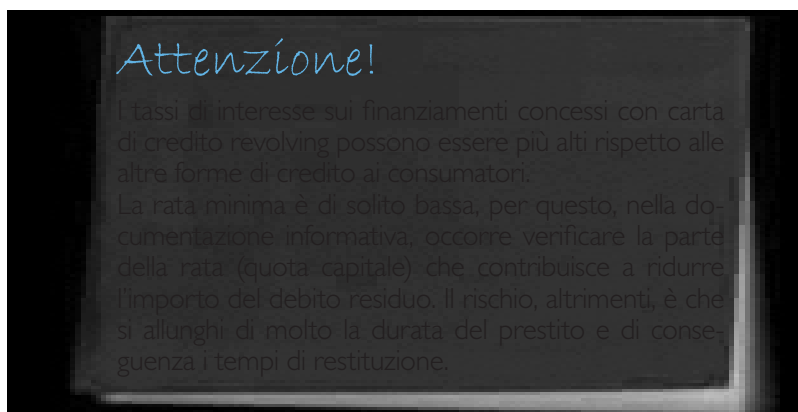 Attenzione!
I tassi di interesse sui finanziamenti concessi con carta
di credito revolving possono essere più alti rispetto alle
altre forme di credito ai consumatori.
La rata minima è di solito bassa, per questo, nella do-
cumentazione informativa, occorre verificare la parte
della rata (quota capitale) che contribuisce a ridurre
l'importo del debito residuo. Il rischio, altrimenti, è che
si allunghi di molto la durata del prestito e di conse-
guenza i tempi di restituzione.